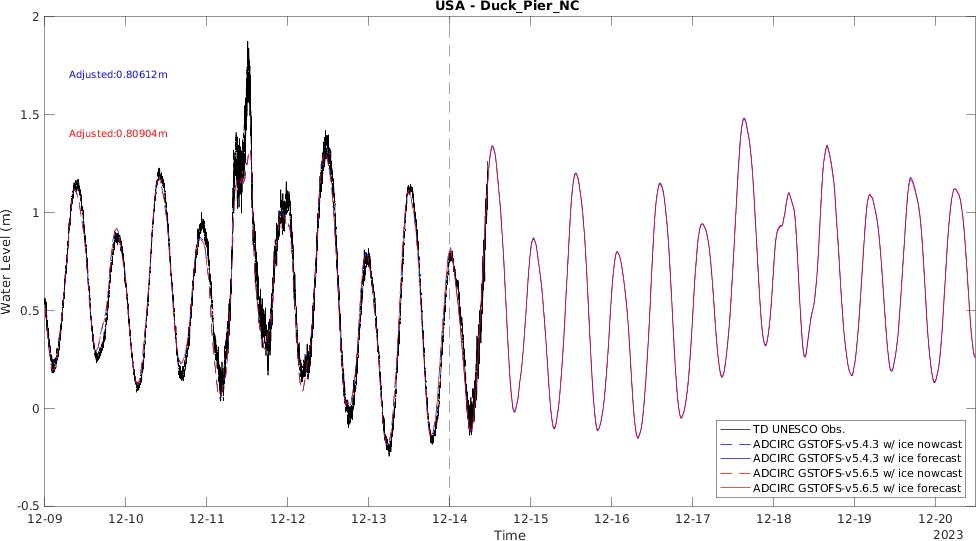 USA - Duck_Pier_NC
2
Adjusted:0.80612m
1.5
Adjusted:0.80904m
1
Water Level (m)
0.5
0
TD UNESCO Obs.
ADCIRC GSTOFS-v5.4.3 w/ ice nowcast
ADCIRC GSTOFS-v5.4.3 w/ ice forecast
ADCIRC GSTOFS-v5.6.5 w/ ice nowcast
ADCIRC GSTOFS-v5.6.5 w/ ice forecast
-0.5
12-09 12-10 12-11 12-12 12-13 12-14 12-15 12-16 12-17 12-18 12-19 12-20
Time 2023